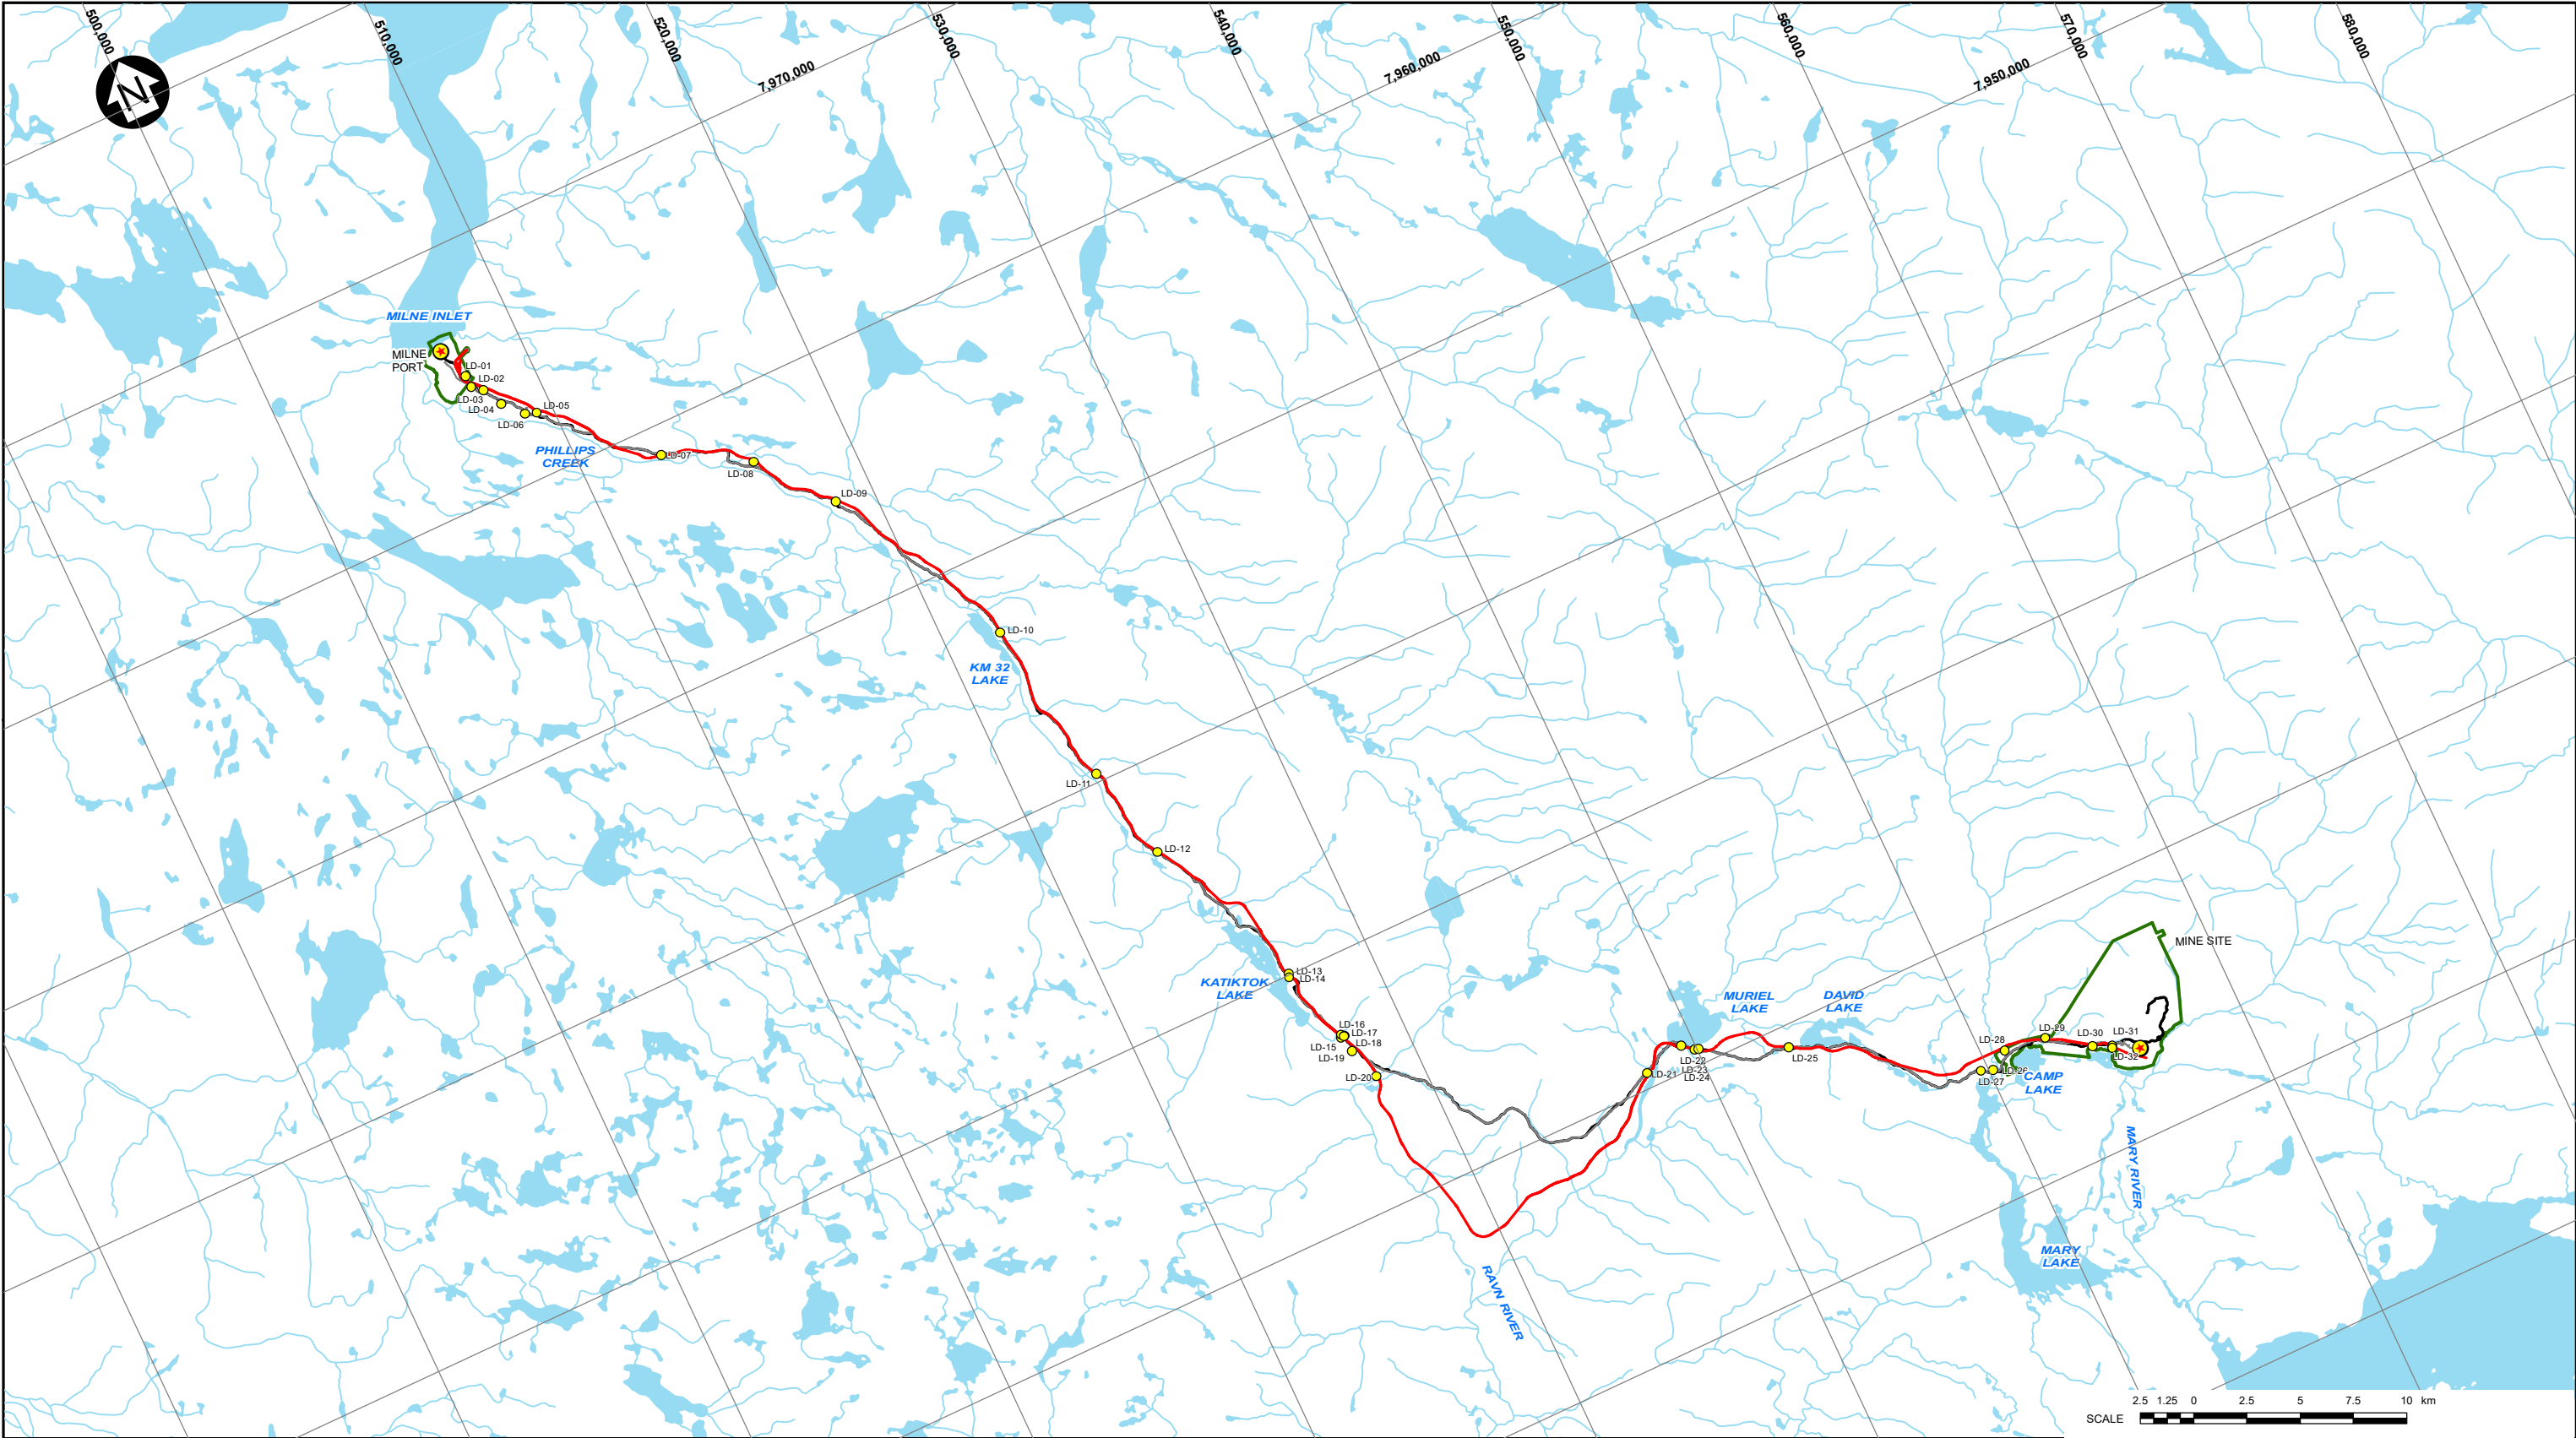 500,000
510,000
520,000
530,000
540,000
550,000
560,000
570,000
580,000
7,970,000
7,960,000
7,950,000
N
MILNE INLET
MILNE
PORT
LD-01
LD-02
LD-03
LD-04
LD-05
LD-06
PHILLIPS
CREEK
LD-07
LD-08
LD-09
LD-10
KM 32
LAKE
LD-11
LD-12
LD-13
LD-14
KATIKTOK
LAKE
LD-16
LD-17
LD-15
LD-18
LD-19
LD-20
LD-21
LD-22
LD-23
LD-24
MURIEL
LAKE
DAVID
LAKE
LD-25
MINE SITE
LD-28
LD-29
LD-30
LD-31
LD-32
LD-26
LD-27
CAMP
LAKE
MARY RIVER
MARY
LAKE
RAVN RIVER
2.5 1.25 0 2.5 5 7.5 10 km
SCALE